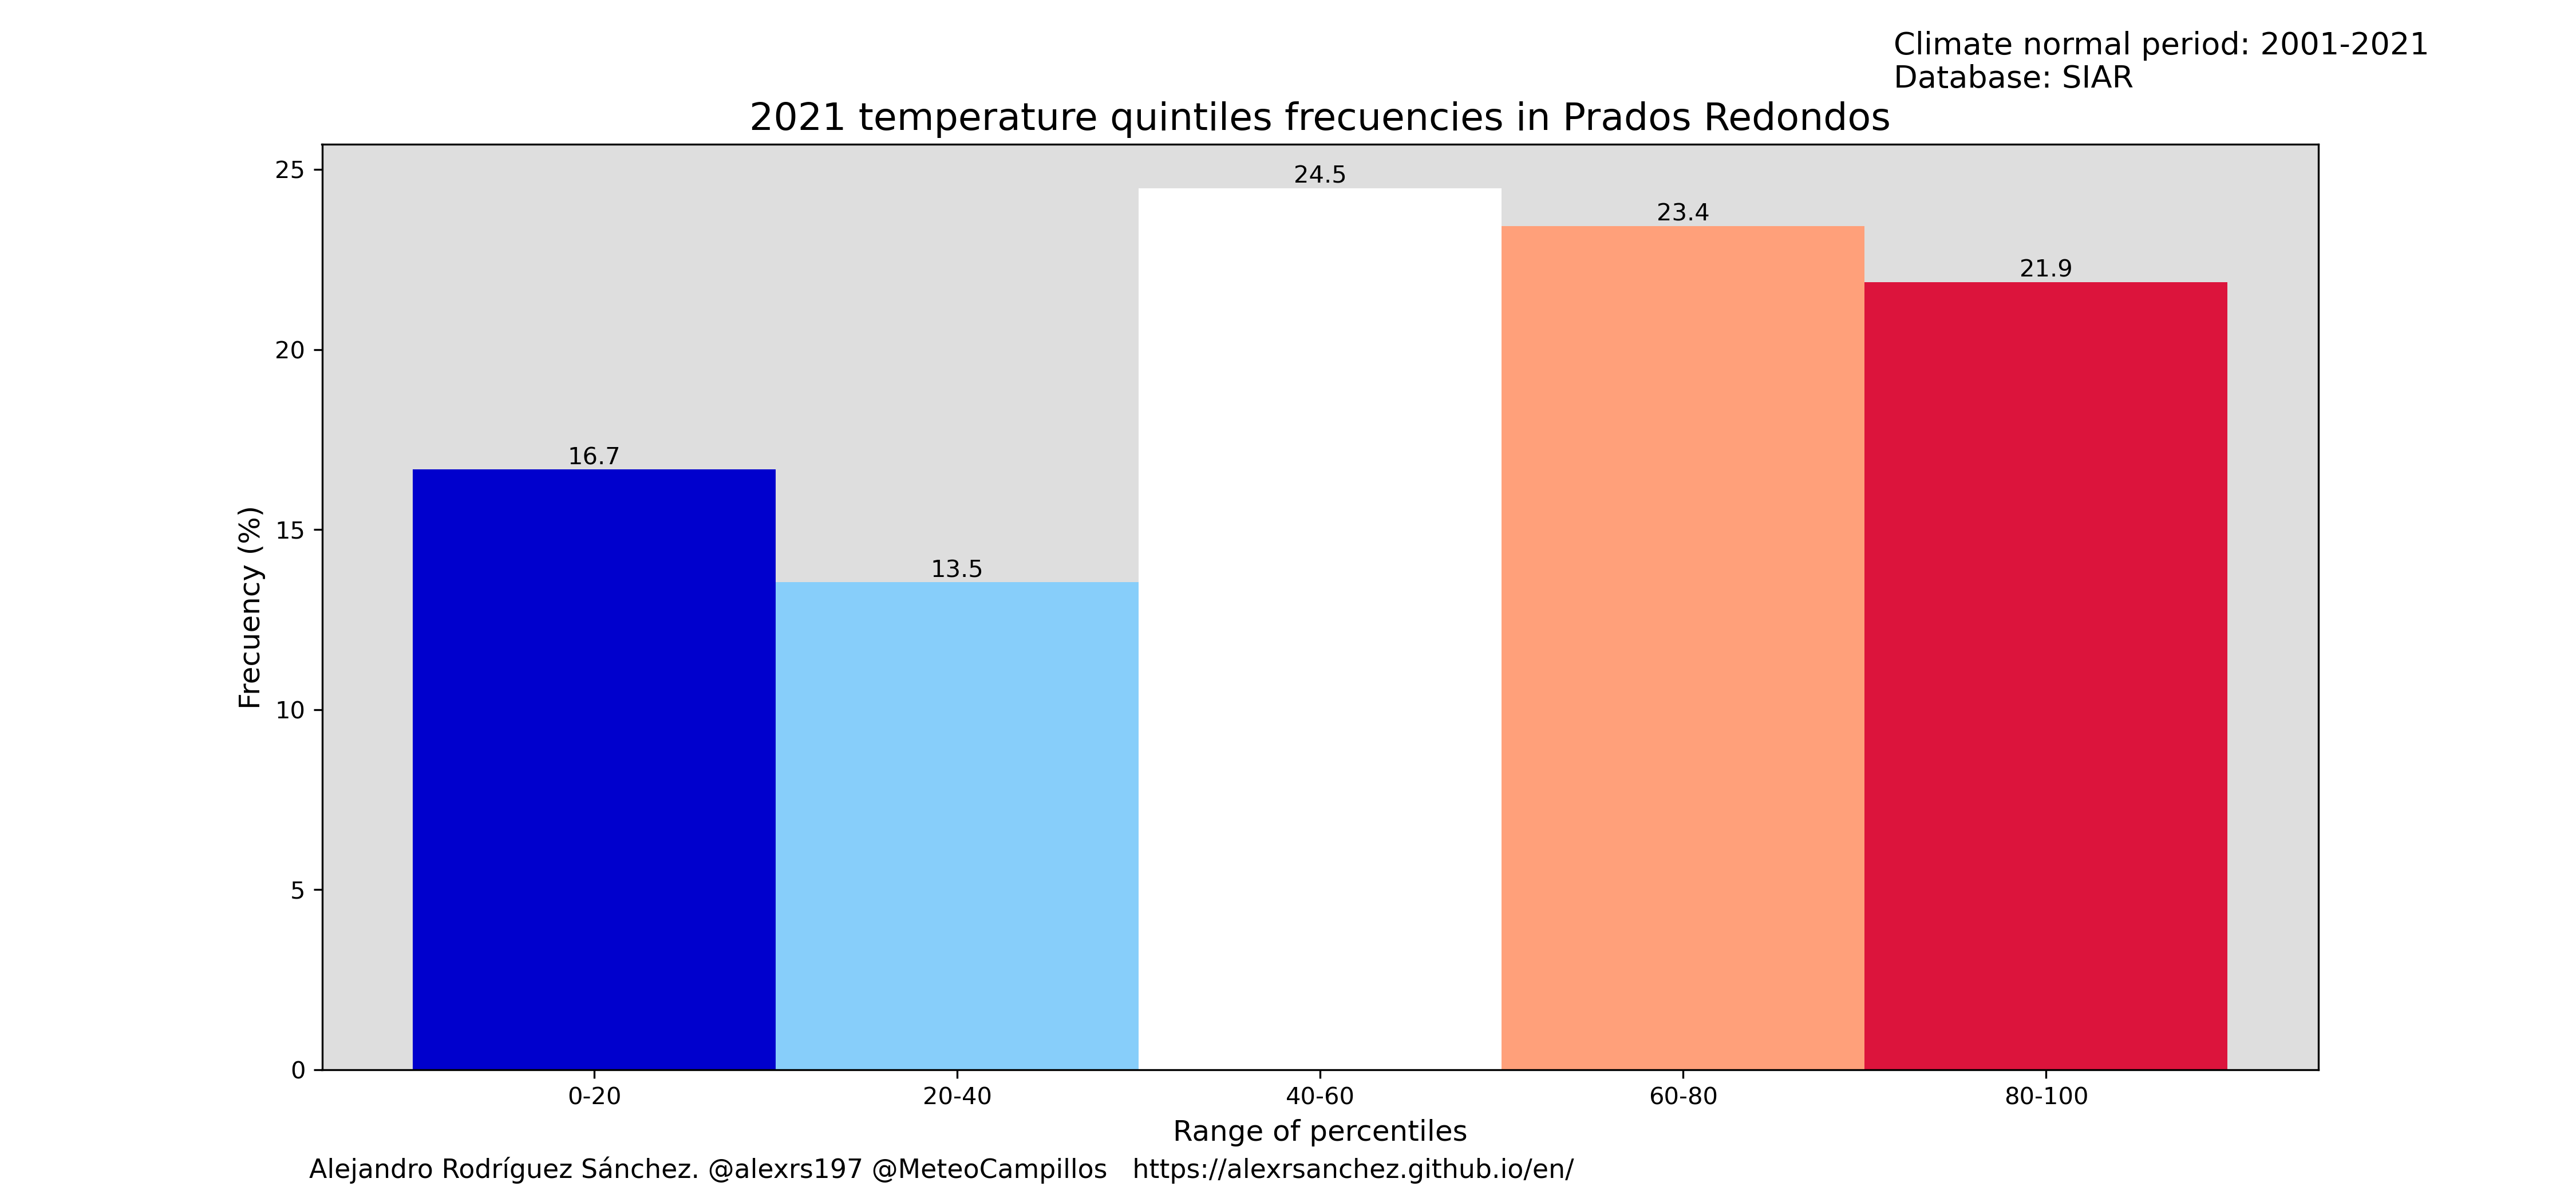 Climate normal period: 2001-2021
Database: SIAR
2021 temperature quintiles frecuencies in Prados Redondos
25
20
15
10
5
0
Frecuency (%)
16.7
13.5
24.5
23.4
21.9
0-20
20-40
40-60
60-80
80-100
Range of percentiles
Alejandro Rodríguez Sánchez. @alexrs197 @MeteoCampillos   https://alexrsanchez.github.io/en/